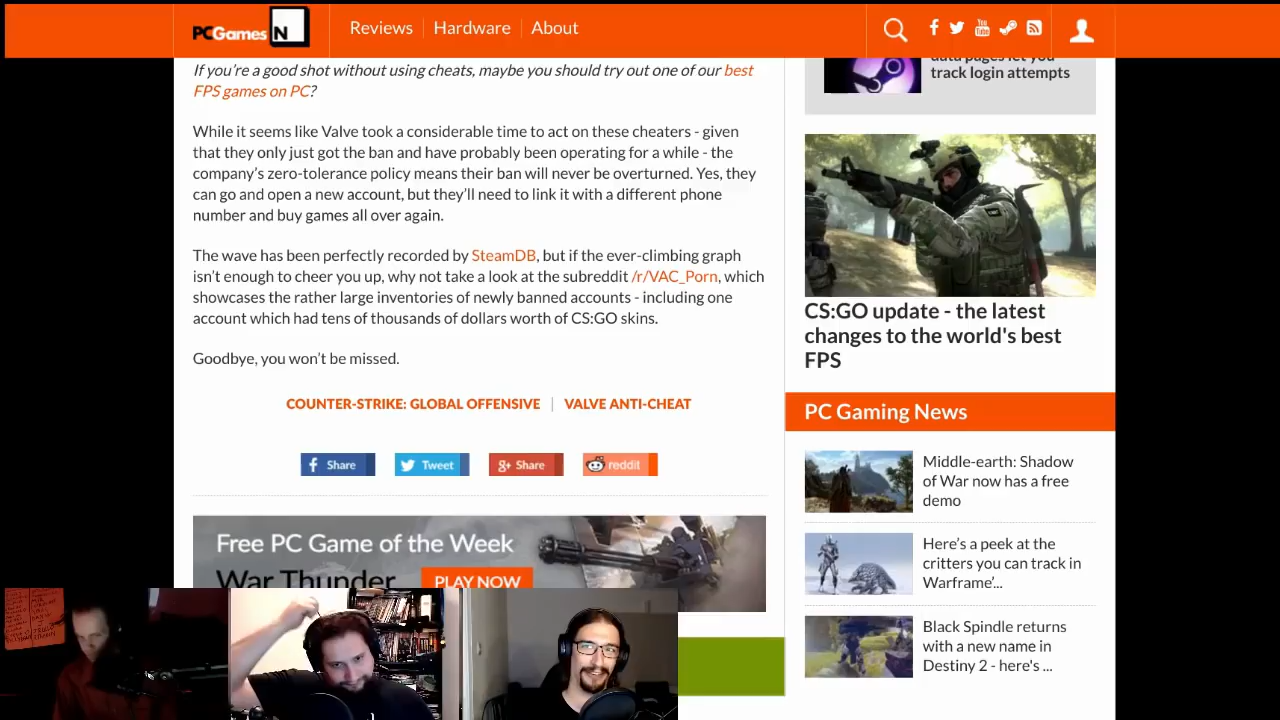 PCGamesN
Reviews
Hardware
About
If you're a good shot without using cheats, maybe you should try out one of our best
FPS games on PC?
While it seems like Valve took a considerable time to act on these cheaters - given
that they only just got the ban and have probably been operating for a while - the
company's zero-tolerance policy means their ban will never be overturned. Yes, they
can go and open a new account, but they'll need to link it with a different phone
number and buy games all over again.
The wave has been perfectly recorded by SteamDB, but if the ever-climbing graph
isn't enough to cheer you up, why not take a look at the subreddit /r/VAC_Porn, which
showcases the rather large inventories of newly banned accounts - including one
account which had tens of thousands of dollars worth of CS:GO skins.
Goodbye, you won't be missed.
COUNTER-STRIKE: GLOBAL OFFENSIVE | VALVE ANTI-CHEAT
Share
Tweet
g+ Share
reddit
Free PC Game of the Week
War Thunder
PLAY NOW
data pages let you
track login attempts
CS:GO update - the latest
changes to the world's best
FPS
PC Gaming News
Middle-earth: Shadow
of War now has a free
demo
Here's a peek at the
critters you can track in
Warframe'...
Black Spindle returns
with a new name in
Destiny 2 - here's ...